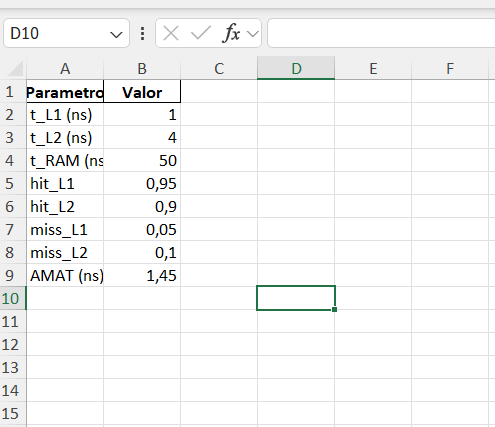 D10 fx
A B C D E F
1 Parametro Valor
2 t_L1 (ns) 1
3 t_L2 (ns) 4
4 t_RAM (ns 50
5 hit_L1 0,95
6 hit_L2 0,9
7 miss_L1 0,05
8 miss_L2 0,1
9 AMAT (ns) 1,45
10
11
12
13
14
15